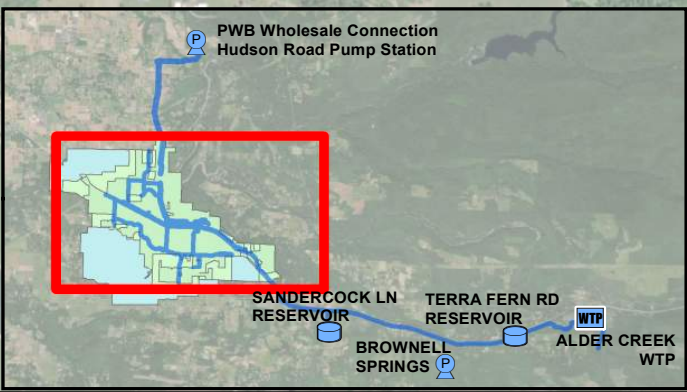 P
PWB Wholesale Connection
Hudson Road Pump Station
SANDERCOCK LN
RESERVOIR
TERRA FERN RD
RESERVOIR
WTP
ALDER CREEK
WTP
BROWNELL
SPRINGS
P